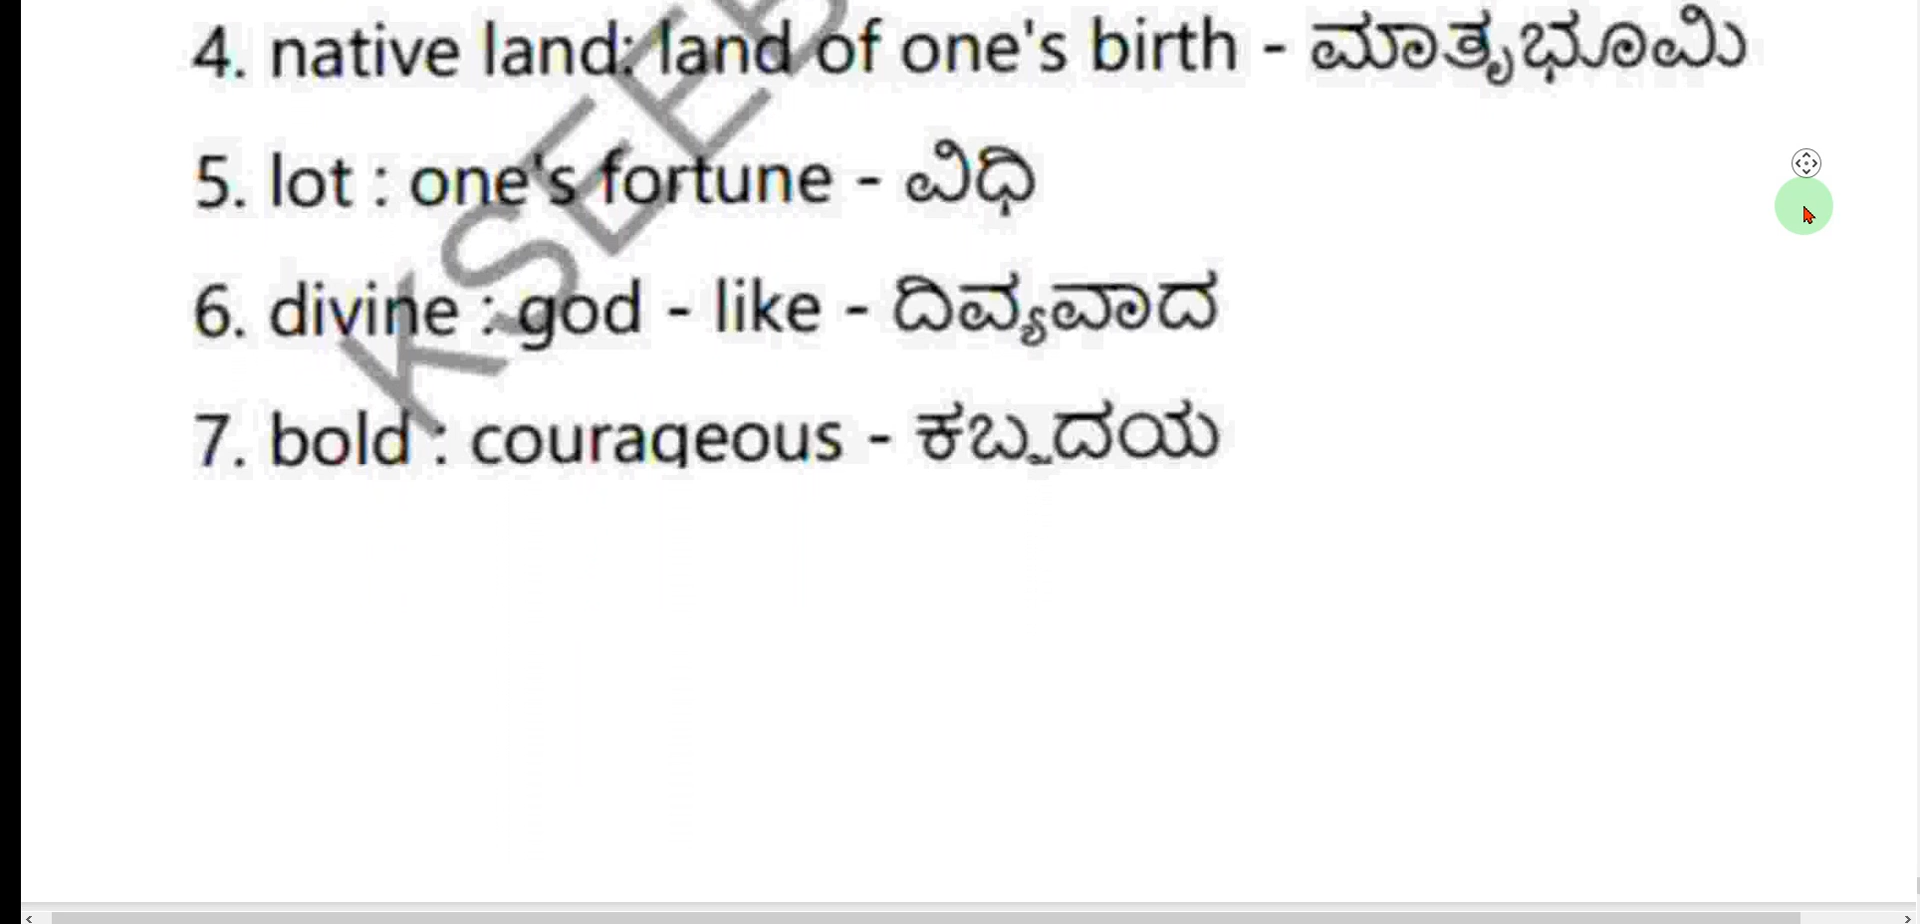 4. native land: land of one's birth - ಮಾತೃಭೂಮಿ
5. lot : one's fortune - ವಿಧಿ
6. divine : god - like - ದಿವ್ಯವಾದ
7. bold : courageous -
KSEEB